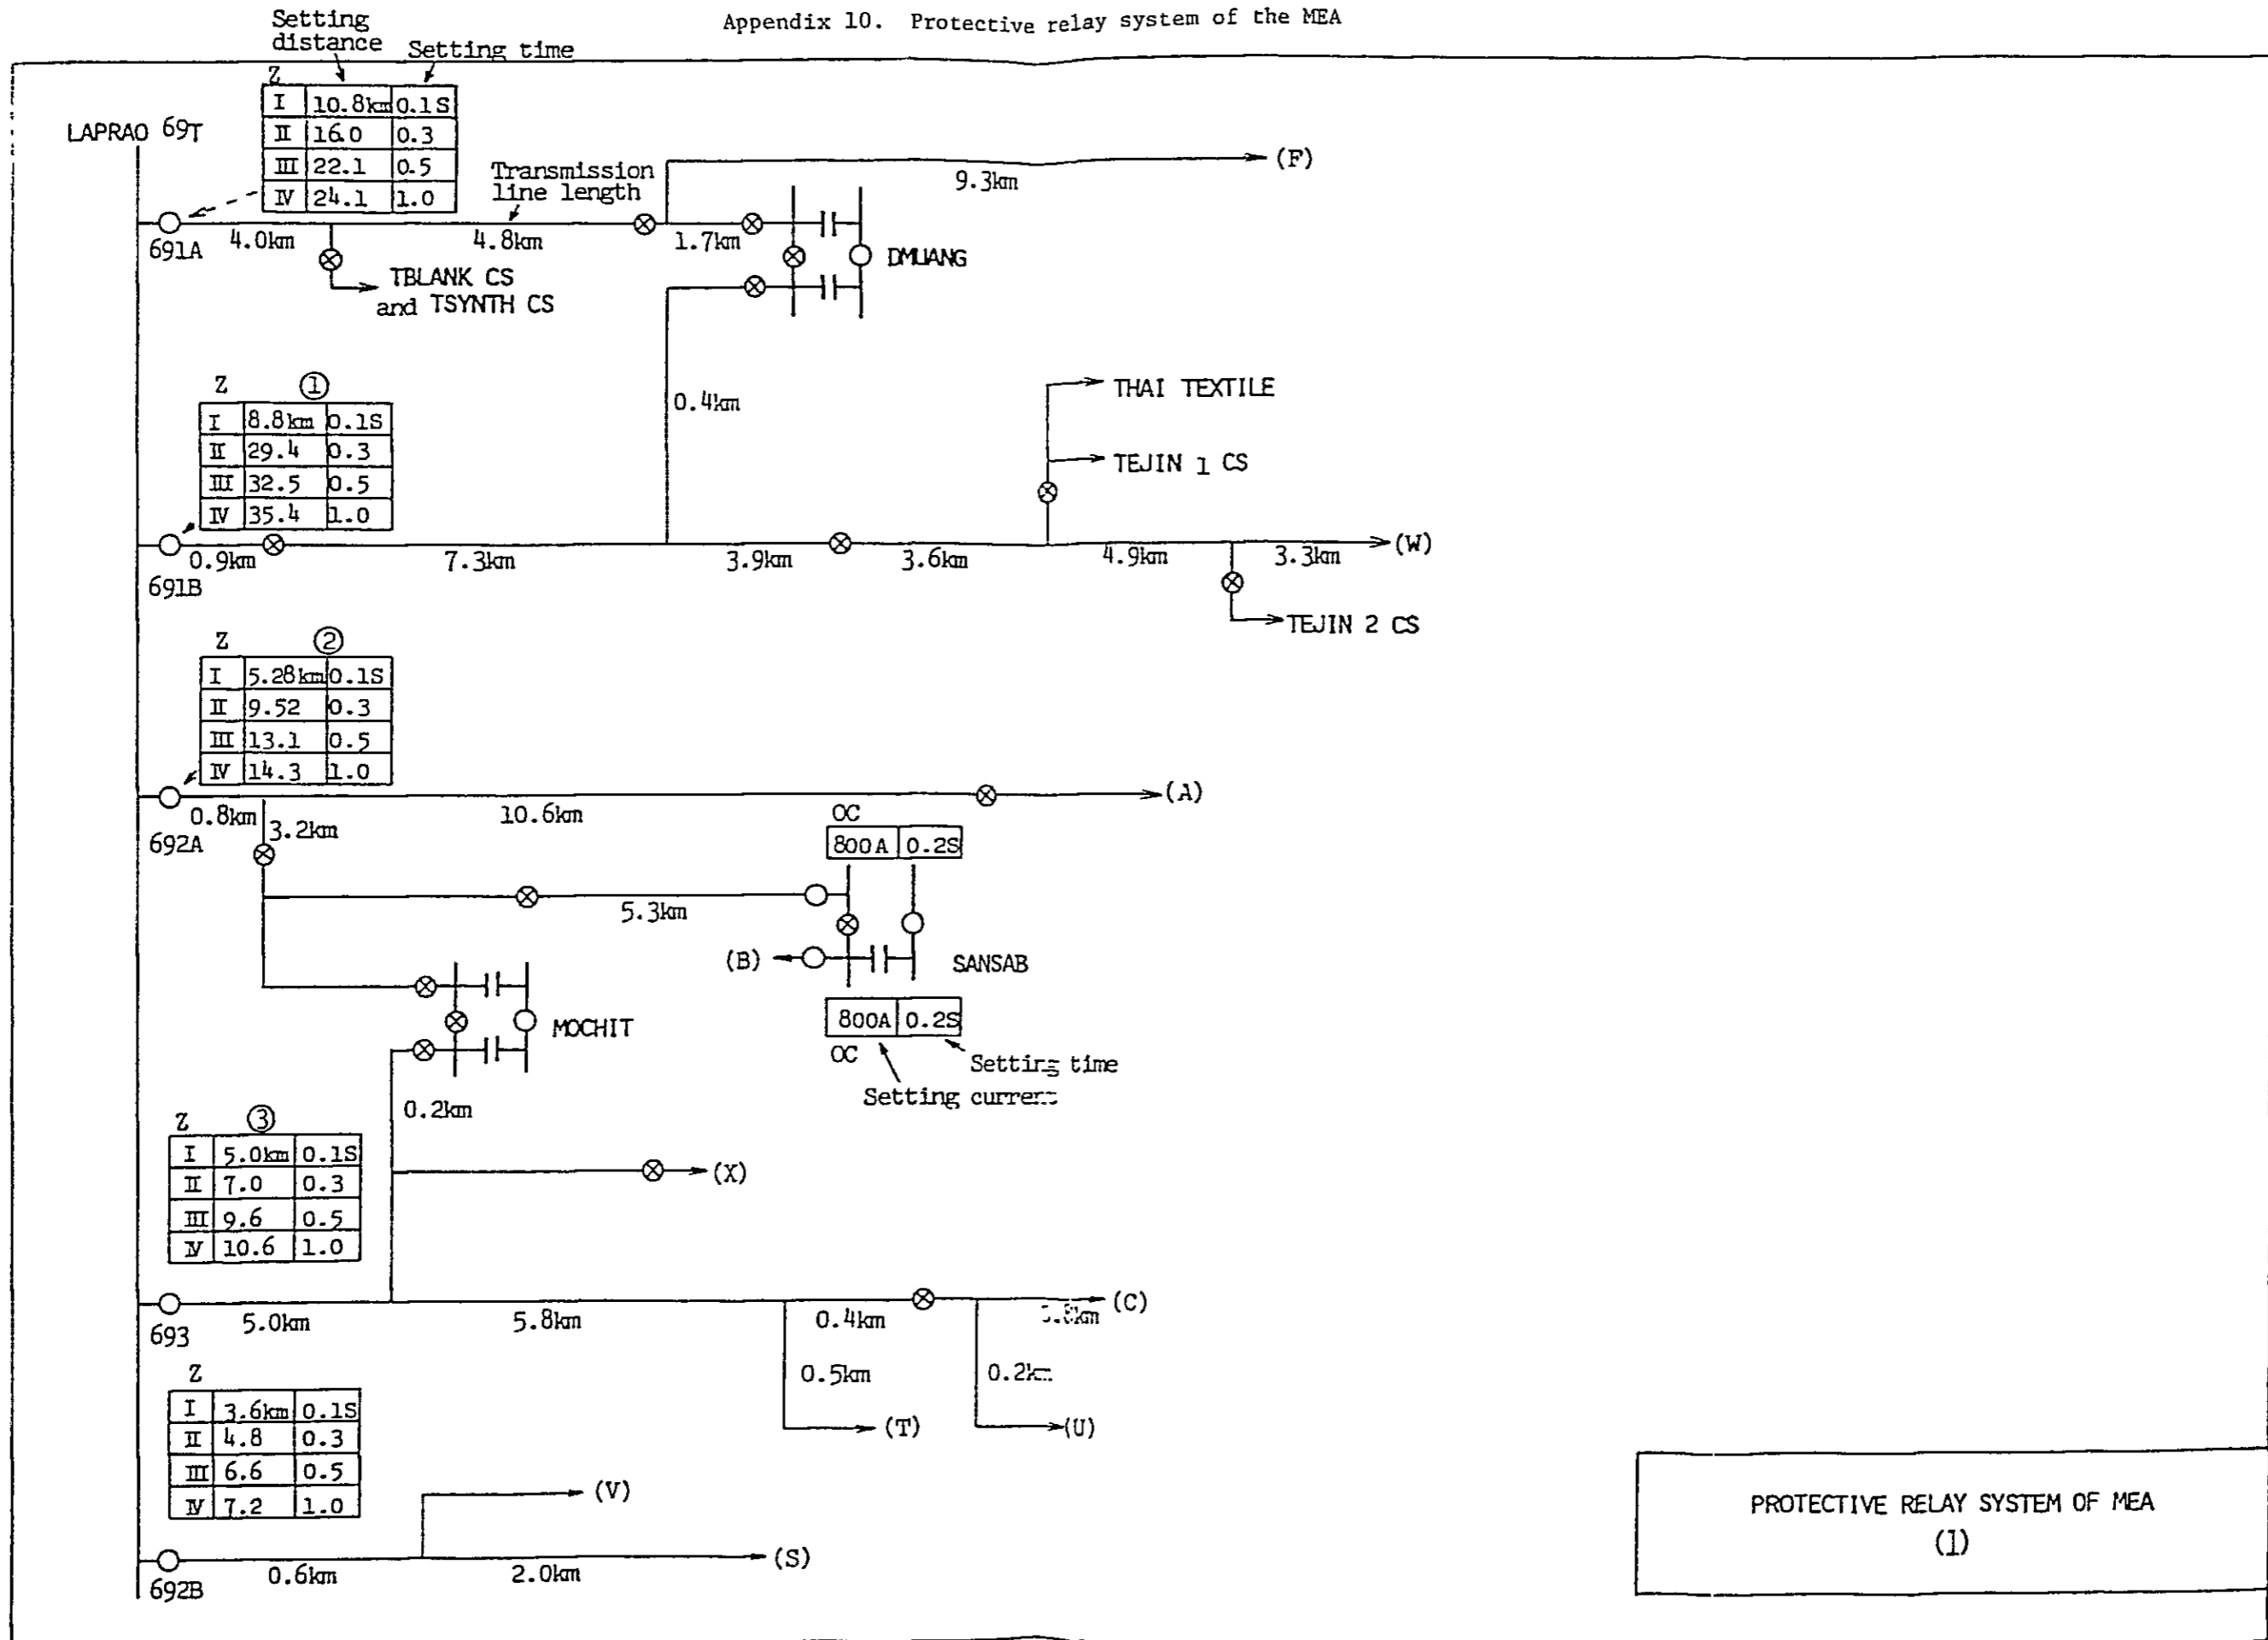 Appendix 10. Protective relay system of the MEA
Setting
distance
Setting time
Z
I 10.8km 0.1S
II 16.0 0.3
III 22.1 0.5
IV 24.1 1.0
LAPRAO 69T
Transmission
line length
(F)
9.3km
691A
4.0km
4.8km
1.7km
DMUANG
TBLANK CS
and TSYNTH CS
Z ①
I 8.8km 0.1S
II 29.4 0.3
III 32.5 0.5
IV 35.4 1.0
0.4km
THAI TEXTILE
TEJIN 1 CS
691B
0.9km
7.3km
3.9km
3.6km
4.9km
3.3km
(W)
TEJIN 2 CS
Z ②
I 5.28km 0.1S
II 9.52 0.3
III 13.1 0.5
IV 14.3 1.0
692A
0.8km
3.2km
10.6km
(A)
OC
800A 0.2S
5.3km
(B)
SANSAB
800A 0.2S
OC
Setting time
Setting current
MOCHIT
0.2km
(X)
Z ③
I 5.0km 0.1S
II 7.0 0.3
III 9.6 0.5
IV 10.6 1.0
693
5.0km
5.8km
0.4km
(C)
0.5km
(T)
(U)
Z
I 3.6km 0.1S
II 4.8 0.3
III 6.6 0.5
IV 7.2 1.0
(V)
692B
0.6km
2.0km
(S)
PROTECTIVE RELAY SYSTEM OF MEA
(1)